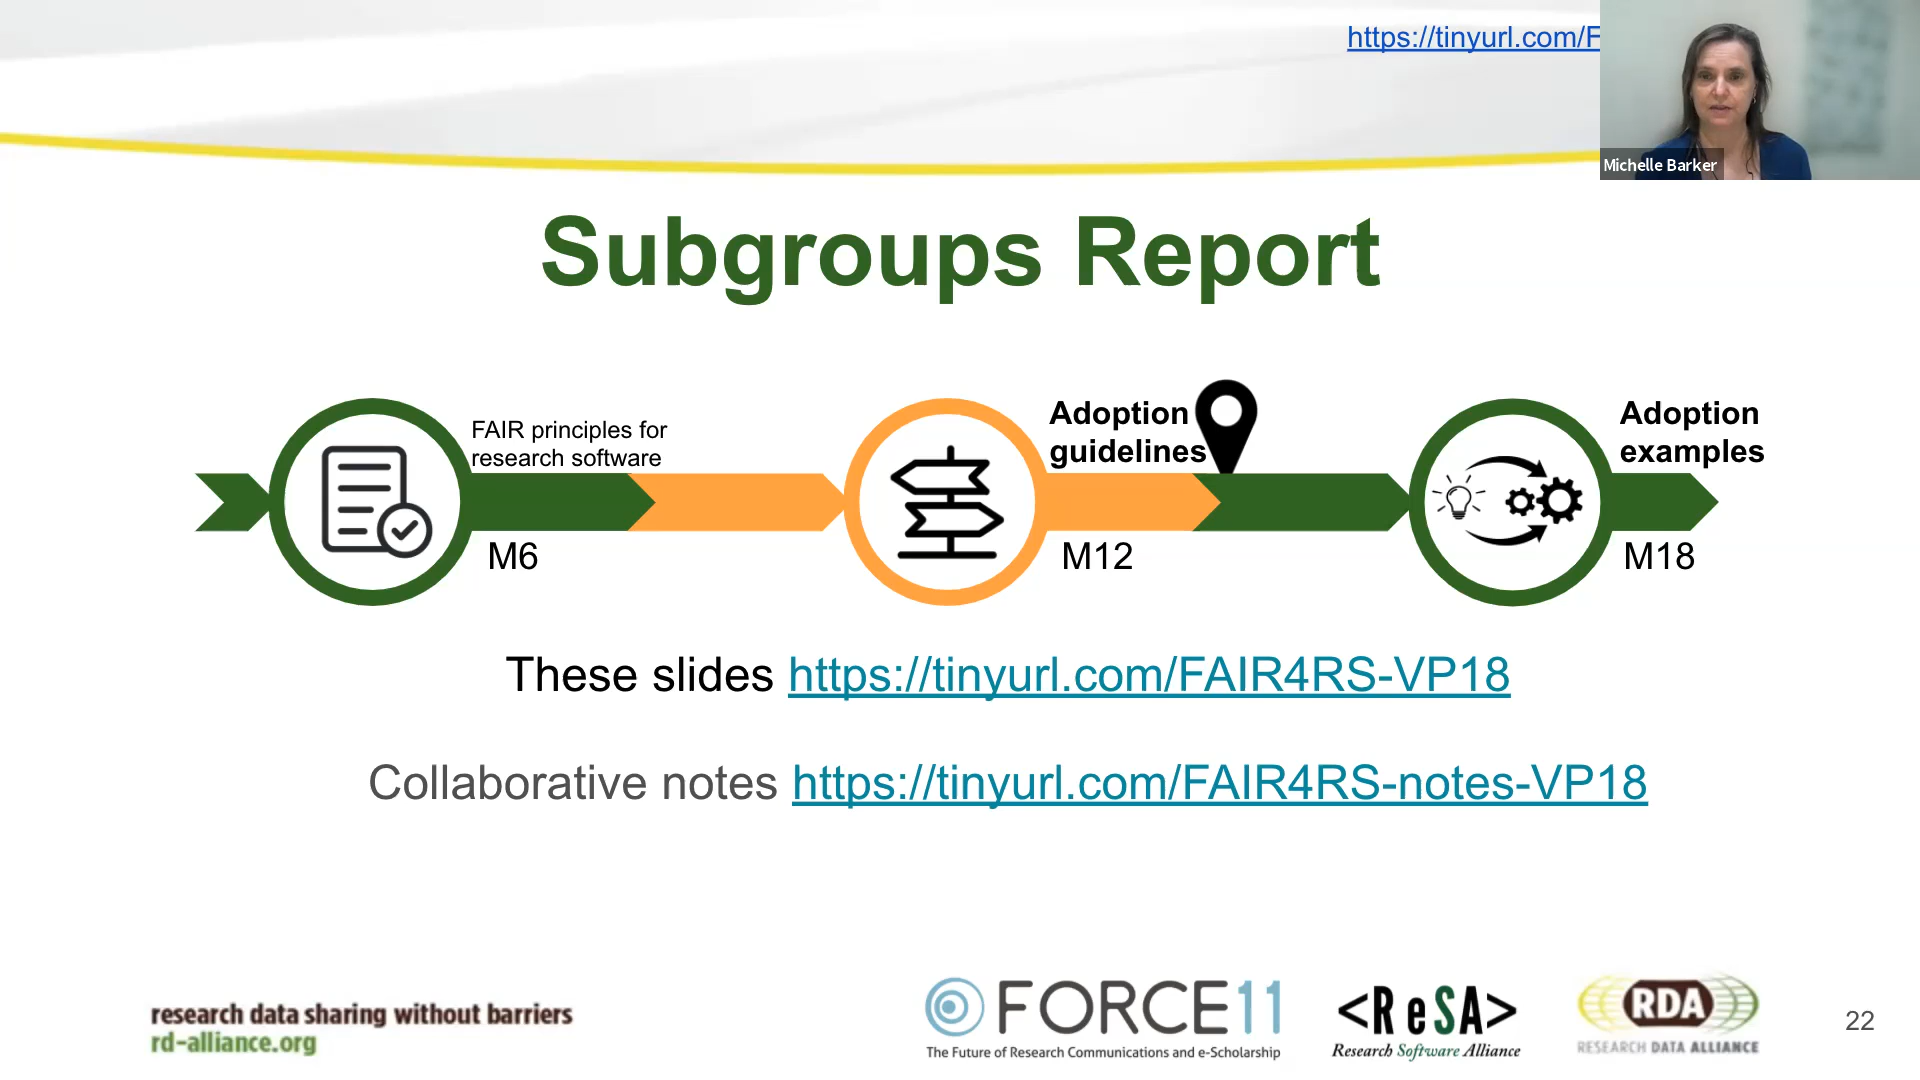 https://tinyurl.com/F
Michelle Barker
Subgroups Report
FAIR principles for
research software
Adoption
guidelines
Adoption
examples
M6
M12
M18
These slides https://tinyurl.com/FAIR4RS-VP18
Collaborative notes https://tinyurl.com/FAIR4RS-notes-VP18
research data sharing without barriers
rd-alliance.org
FORCE11
The Future of Research Communications and e-Scholarship
<ReSA>
Research Software Alliance
RDA
RESEARCH DATA ALLIANCE
22